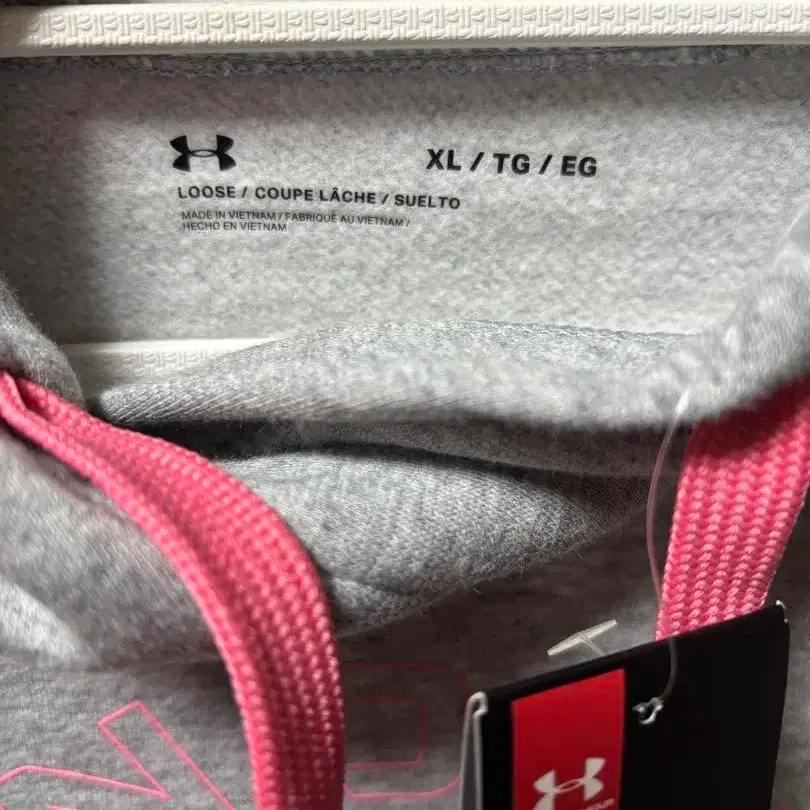 XL / TG / EG
LOOSE / COUPE LÂCHE / SUELTO
MADE IN VIETNAM / FABRIQUÉ AU VIETNAM /
HECHO EN VIETNAM